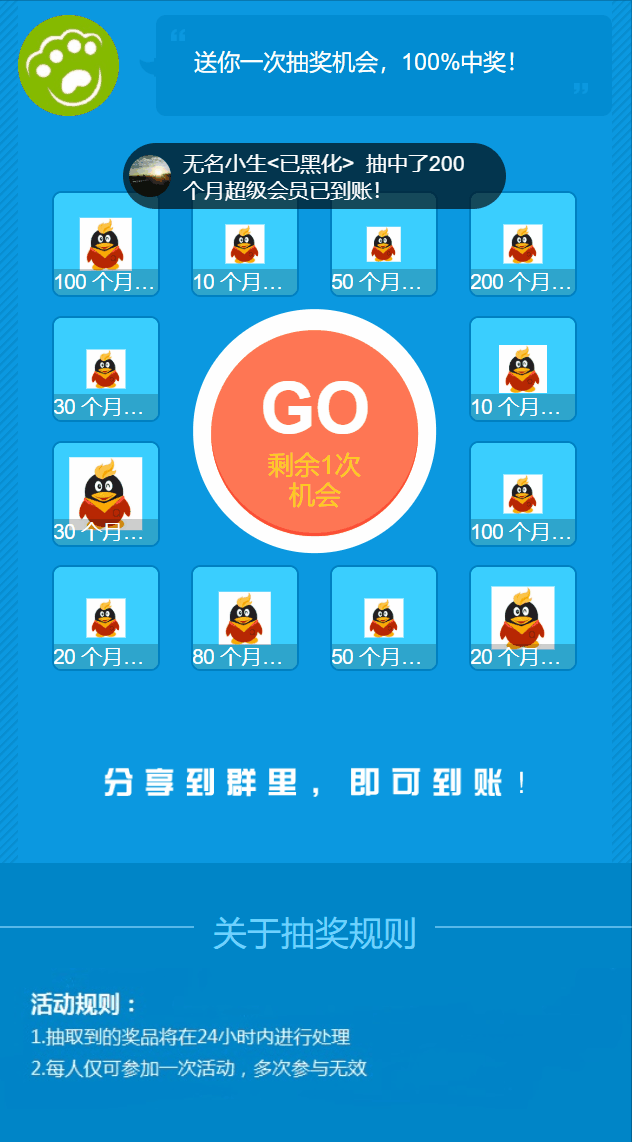 送你一次抽奖机会，100%中奖！
无名小生<已黑化> 抽中了200
个月超级会员已到账！
100 个月...
10 个月...
50 个月...
200 个月...
30 个月...
10 个月...
GO
剩余1次
机会
30 个月...
100 个月...
20 个月...
80 个月...
50 个月...
20 个月...
分享到群里，即可到账！
关于抽奖规则
活动规则：
1.抽取到的奖品将在24小时内进行处理
2.每人仅可参加一次活动，多次参与无效